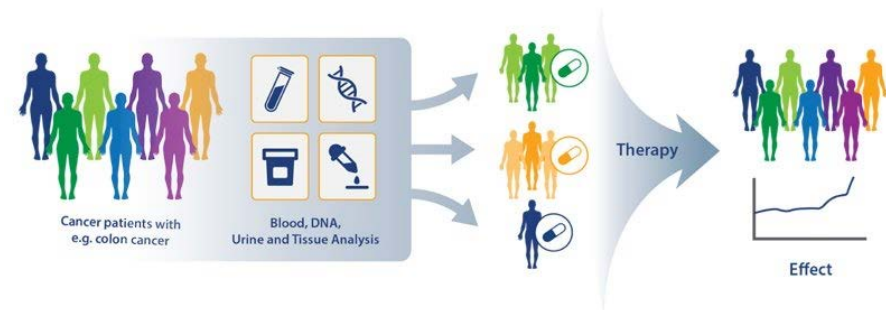 Cancer patients with
e.g. colon cancer
Blood, DNA,
Urine and Tissue Analysis
Therapy
Effect